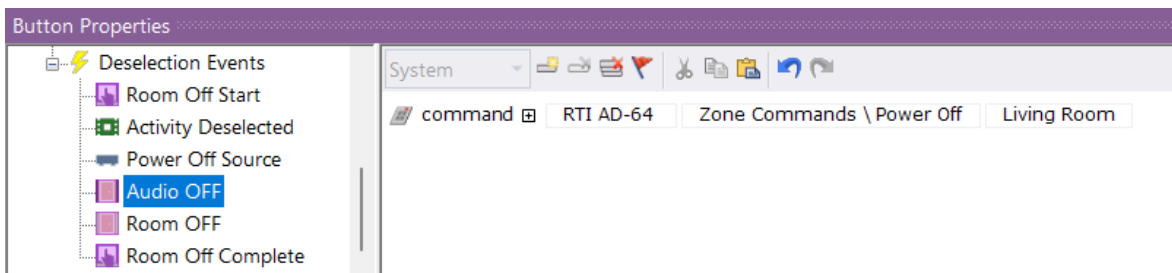 Button Properties
Deselection Events
Room Off Start
Activity Deselected
Power Off Source
Audio OFF
Room OFF
Room Off Complete
System
command RTI AD-64 Zone Commands \ Power Off Living Room